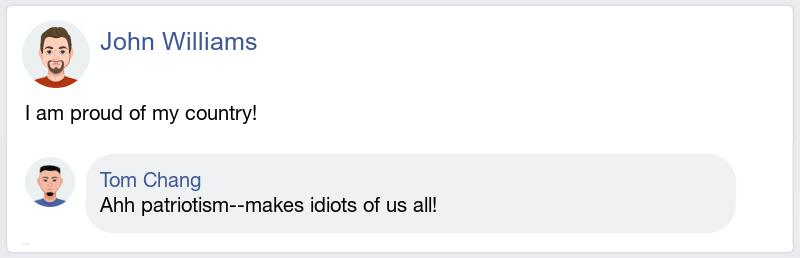 John Williams
I am proud of my country!
Tom Chang
Ahh patriotism--makes idiots of us all!